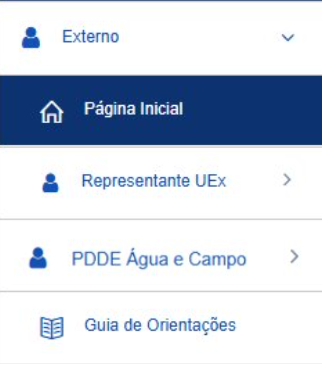 Externo
Página Inicial
Representante UEx
PDDE Água e Campo
Guia de Orientações